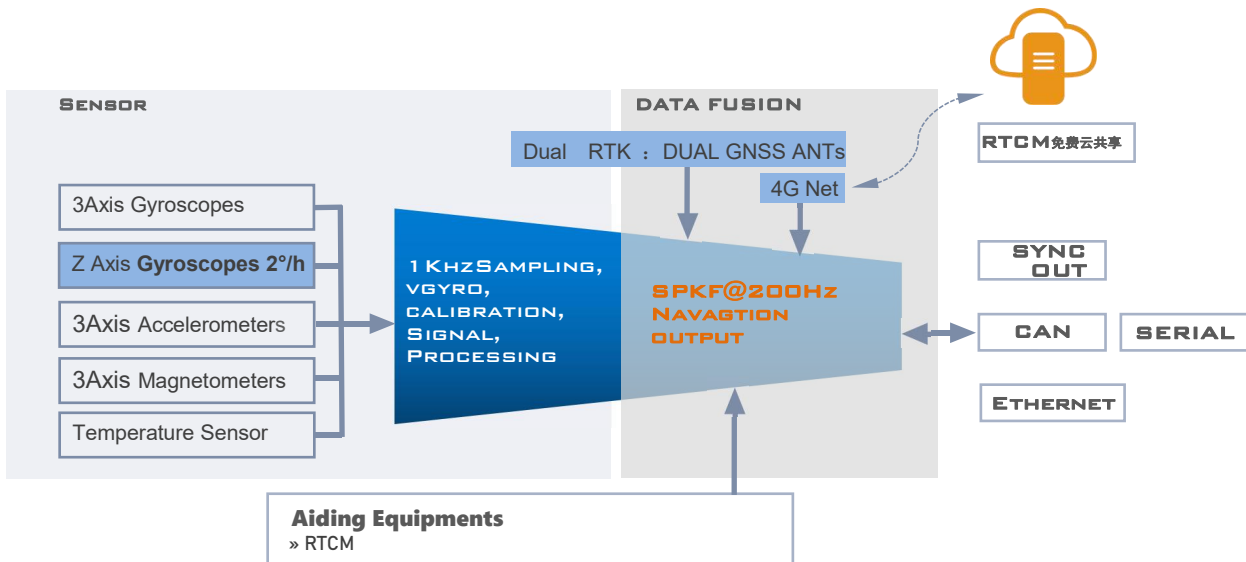 SENSOR
DATA FUSION
Dual RTK : DUAL GNSS ANTs
4G Net
RTCM免费云共享
3Axis Gyroscopes
Z Axis Gyroscopes 2°/h
3Axis Accelerometers
3Axis Magnetometers
Temperature Sensor
1KHZSAMPLING,
VGYRO,
CALIBRATION,
SIGNAL,
PROCESSING
SPKF@200Hz
NAVAGTION
OUTPUT
SYNC
OUT
CAN
SERIAL
ETHERNET
Aiding Equipments
» RTCM